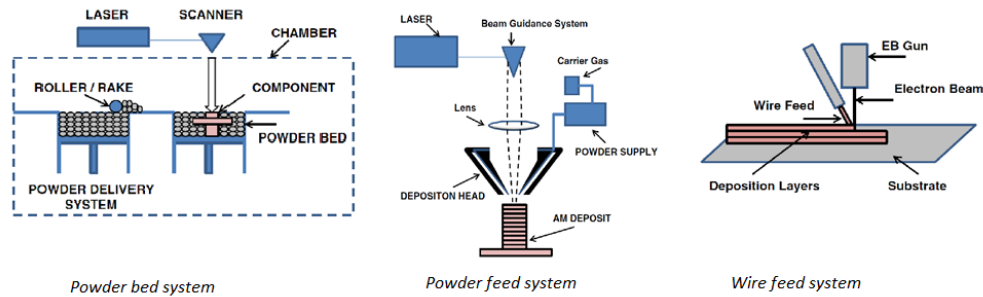 LASER
SCANNER
CHAMBER
ROLLER / RAKE
COMPONENT
POWDER BED
POWDER DELIVERY
SYSTEM
Powder bed system
LASER
Beam Guidance System
Carrier Gas
Lens
POWDER SUPPLY
DEPOSITON HEAD
AM DEPOSIT
Powder feed system
EB Gun
Electron Beam
Wire Feed
Deposition Layers
Substrate
Wire feed system